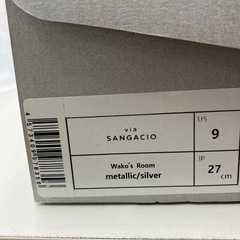 via
SANGACIO
US
9
Wako's Room
metallic/silver
JP
27
cm